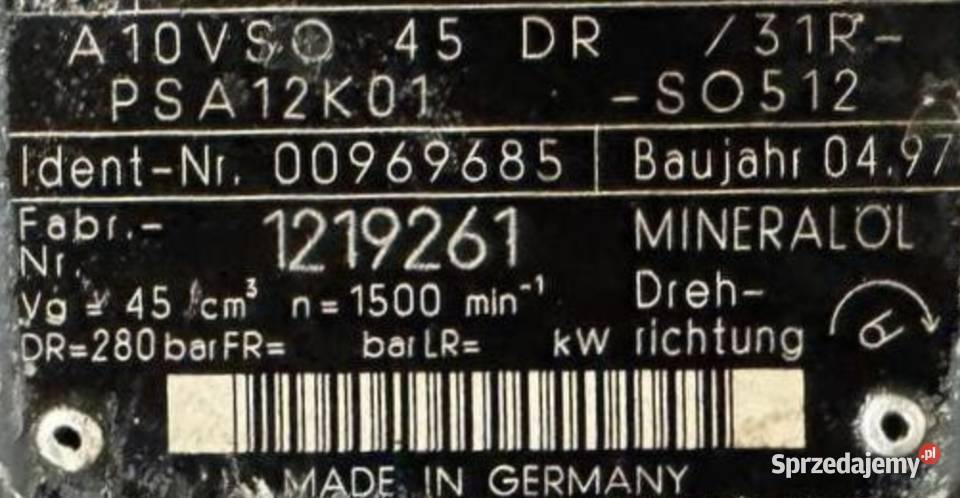 A10VSO 45 DR /31R-
PSA12K01 -SO512
Ident-Nr. 00969685 Baujahr 04.97
Fabr.-Nr. 1219261 MINERALÖL
Vg = 45 cm³ n=1500 min⁻¹ Dreh-
DR=280 bar FR= bar LR= kW richtung
MADE IN GERMANY
Sprzedajemy.pl